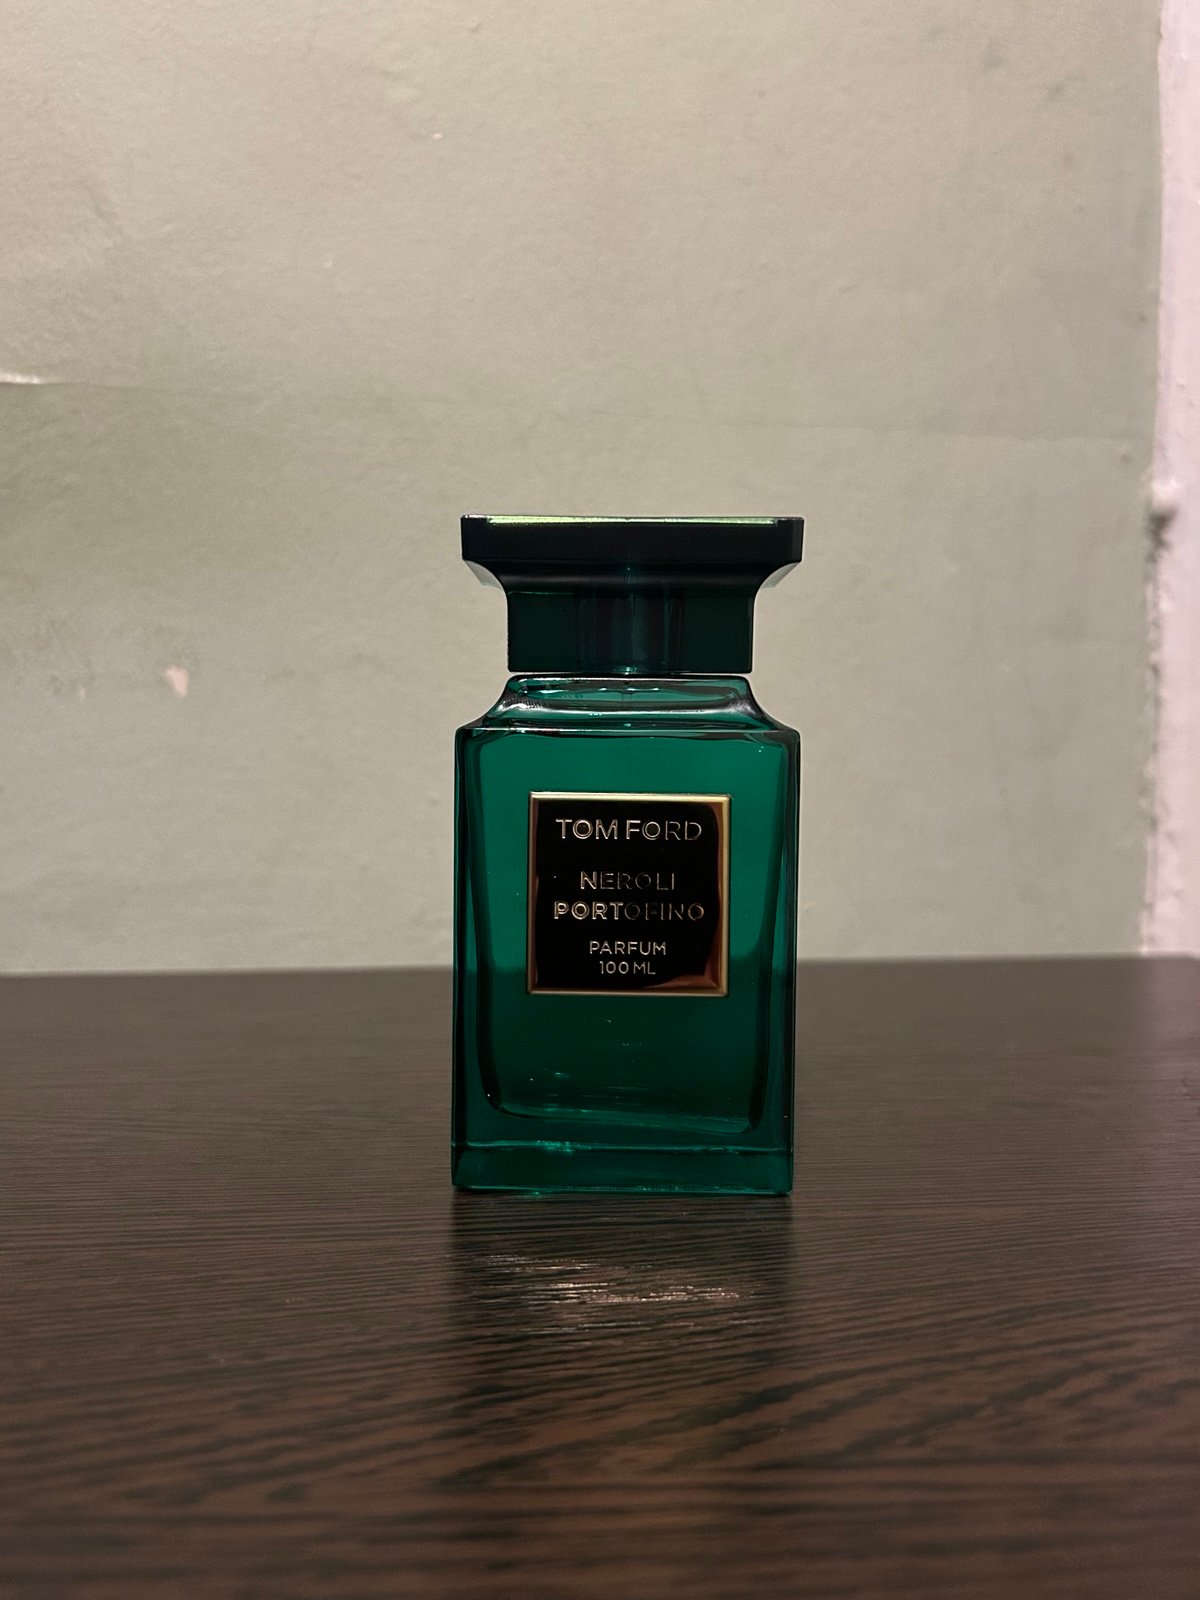 TOM FORD
NEROLI
PORTOFINO
PARFUM
100 ML